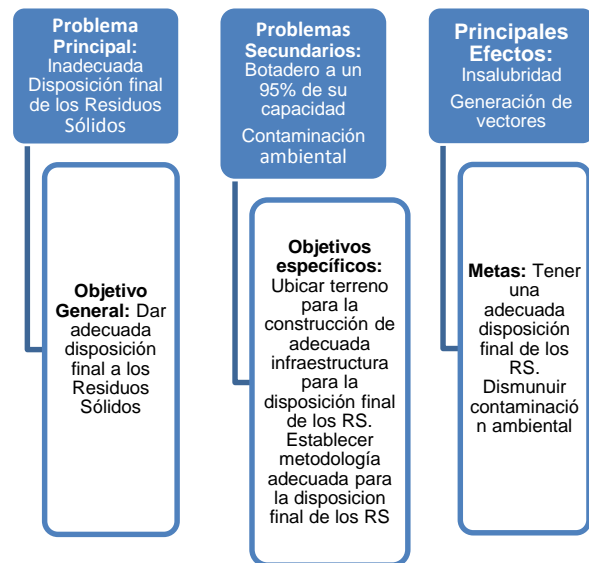 Problema
Principal:
Inadecuada
Disposición final
de los Residuos
Sólidos
Objetivo
General: Dar
adecuada
disposición
final a los
Residuos
Sólidos
Problemas
Secundarios:
Botadero a un
95% de su
capacidad
Contaminación
ambiental
Objetivos
específicos:
Ubicar terreno
para la
construcción de
adecuada
infraestructura
para la
disposición final
de los RS.
Establecer
metodología
adecuada para
la disposicion
final de los RS
Principales
Efectos:
Insalubridad
Generación de
vectores
Metas: Tener
una
adecuada
disposición
final de los
RS.
Dismunuir
contaminació
n ambiental